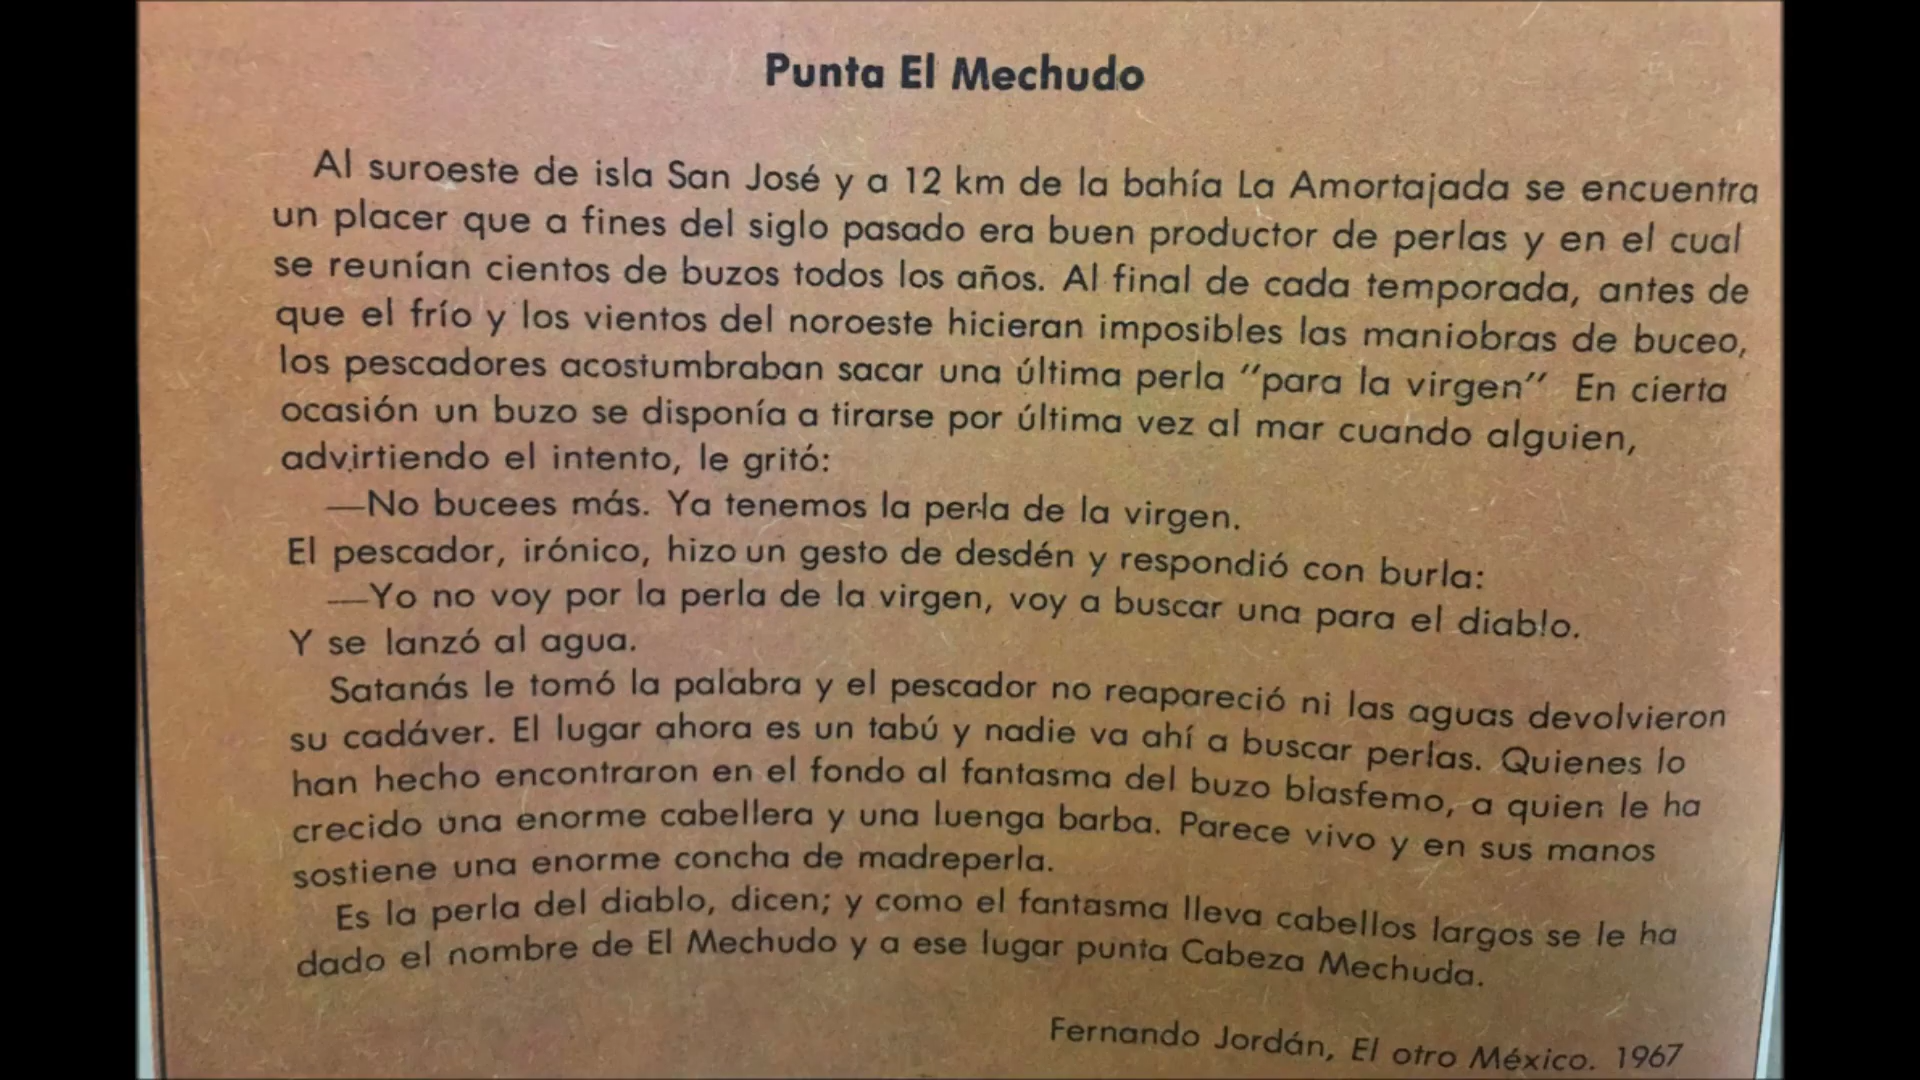 Punta El Mechudo
Al suroeste de isla San José y a 12 km de la bahía La Amortajada se encuentra
un placer que a fines del siglo pasado era buen productor de perlas y en el cual
se reunían cientos de buzos todos los años. Al final de cada temporada, antes de
que el frío y los vientos del noroeste hicieran imposibles las maniobras de buceo,
los pescadores acostumbraban sacar una última perla “para la virgen” En cierta
ocasión un buzo se disponía a tirarse por última vez al mar cuando alguien,
advirtiendo el intento, le gritó:
—No bucees más. Ya tenemos la perla de la virgen.
El pescador, irónico, hizo un gesto de desdén y respondió con burla:
—Yo no voy por la perla de la virgen, voy a buscar una para el diablo.
Y se lanzó al agua.
Satanás le tomó la palabra y el pescador no reapareció ni las aguas devolvieron
su cadáver. El lugar ahora es un tabú y nadie va ahí a buscar perlas. Quienes lo
han hecho encontraron en el fondo al fantasma del buzo blasfemo, a quien le ha
crecido una enorme cabellera y una luenga barba. Parece vivo y en sus manos
sostiene una enorme concha de madreperla.
Es la perla del diablo, dicen; y como el fantasma lleva cabellos largos se le ha
dado el nombre de El Mechudo y a ese lugar punta Cabeza Mechuda.
Fernando Jordán, El otro México. 1967